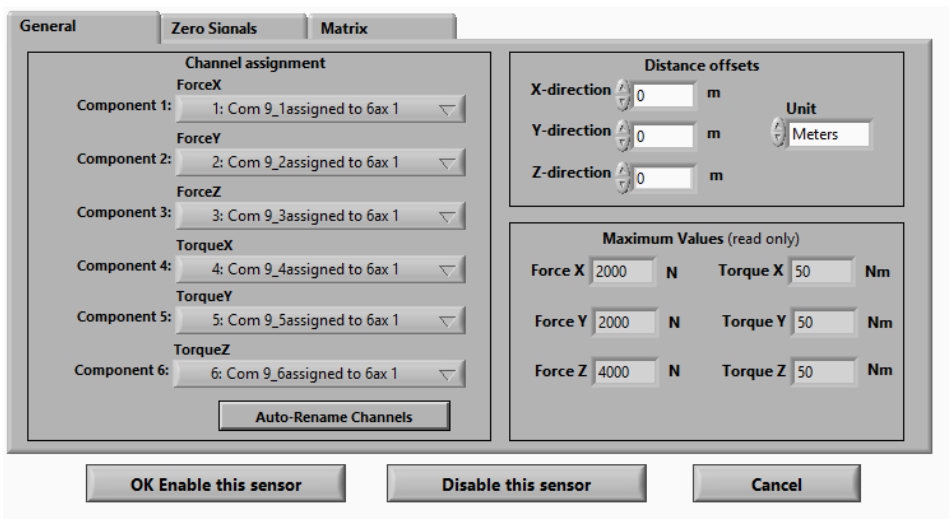 General Zero Signals Matrix
Channel assignment
ForceX
Component 1: 1: Com 9_1assigned to 6ax 1
ForceY
Component 2: 2: Com 9_2assigned to 6ax 1
ForceZ
Component 3: 3: Com 9_3assigned to 6ax 1
TorqueX
Component 4: 4: Com 9_4assigned to 6ax 1
TorqueY
Component 5: 5: Com 9_5assigned to 6ax 1
TorqueZ
Component 6: 6: Com 9_6assigned to 6ax 1
Auto-Rename Channels
Distance offsets
X-direction 0 m
Unit
Y-direction 0 m Meters
Z-direction 0 m
Maximum Values (read only)
Force X 2000 N Torque X 50 Nm
Force Y 2000 N Torque Y 50 Nm
Force Z 4000 N Torque Z 50 Nm
OK Enable this sensor Disable this sensor Cancel